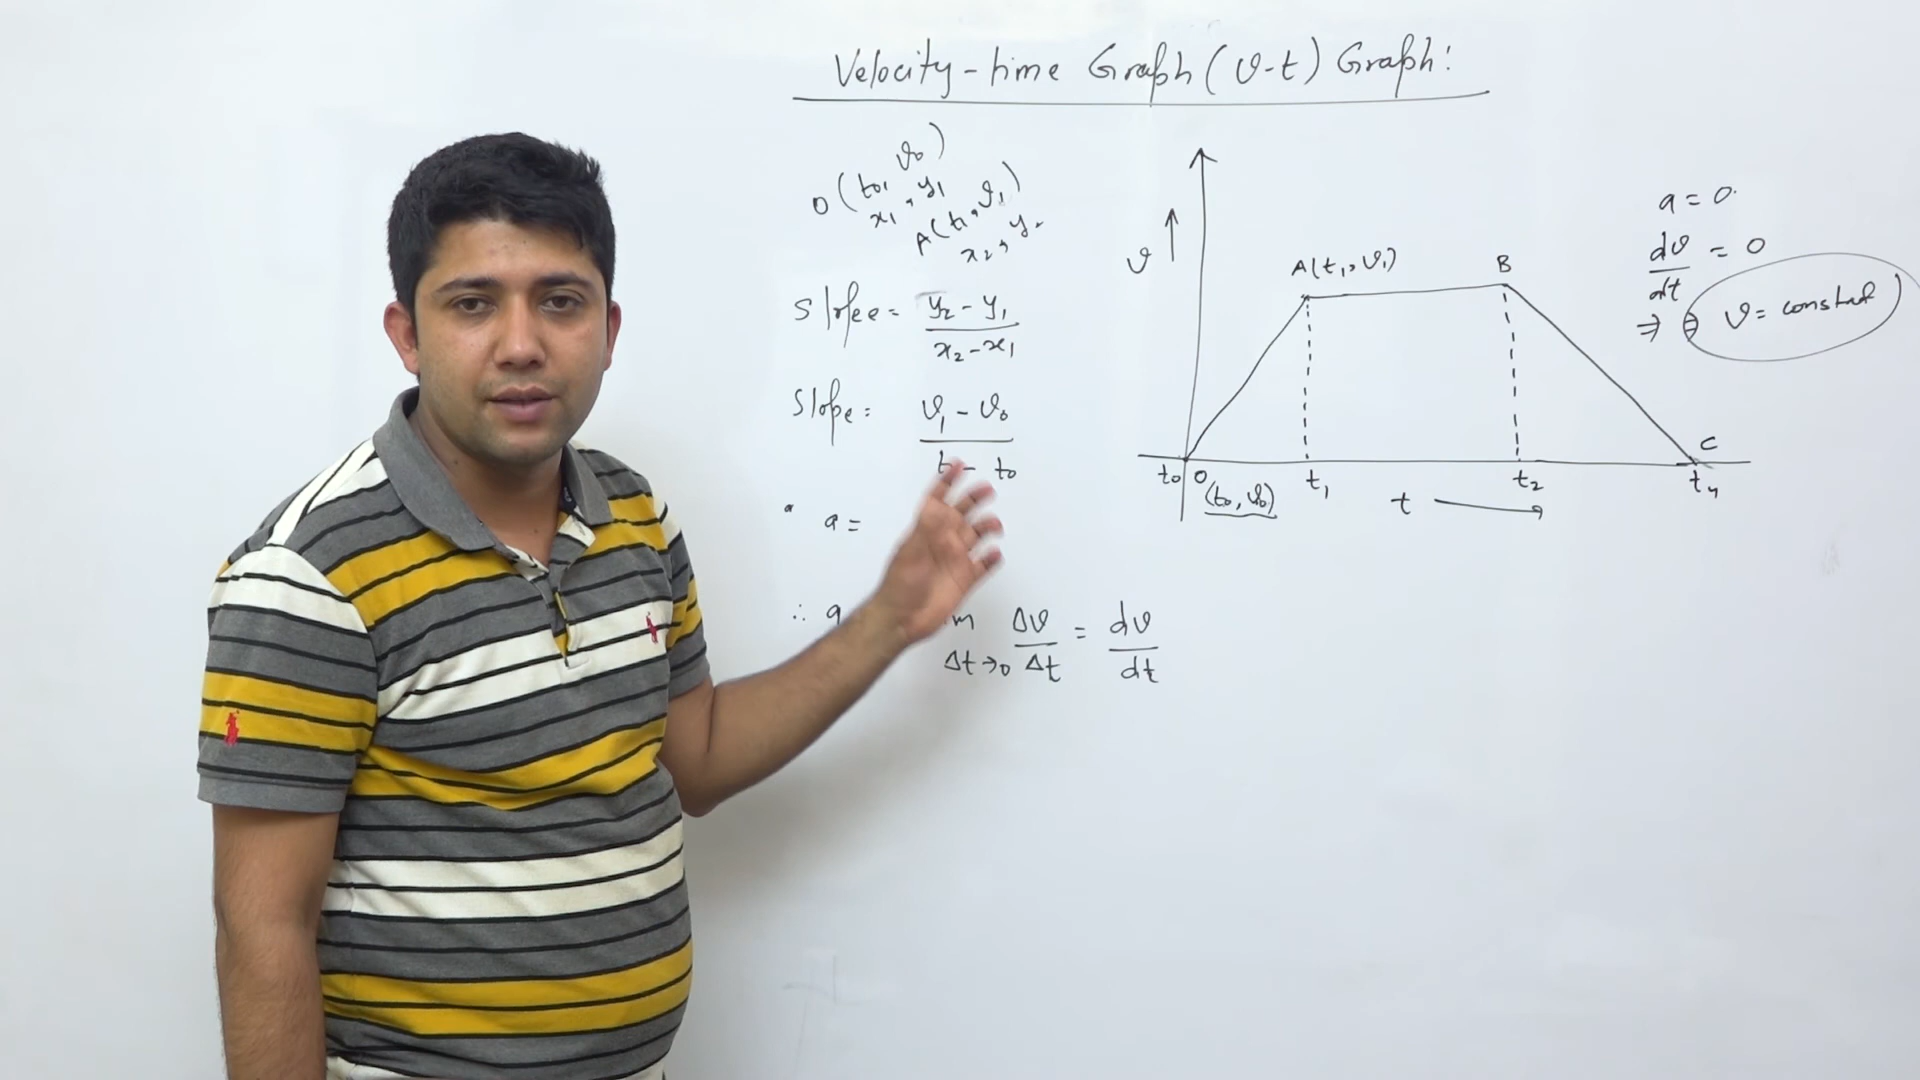 Velocity-time Graph (v-t) Graph:
O (t₀, v₀)
x₁, y₁
A(t₁, v₁)
x₂, y₂
Slope = y₂ - y₁
x₂ - x₁
Slope = v₁ - v₀
t - t₀
a =
∴ a
Δv = dv
Δt→0 Δt dt
v
A(t₁, v₁)
B
C
t₀ O t₁ t₂ t₄
(t₀, v₀)
t
a = 0
dv = 0
dt
⇒ ⇒ v = constant